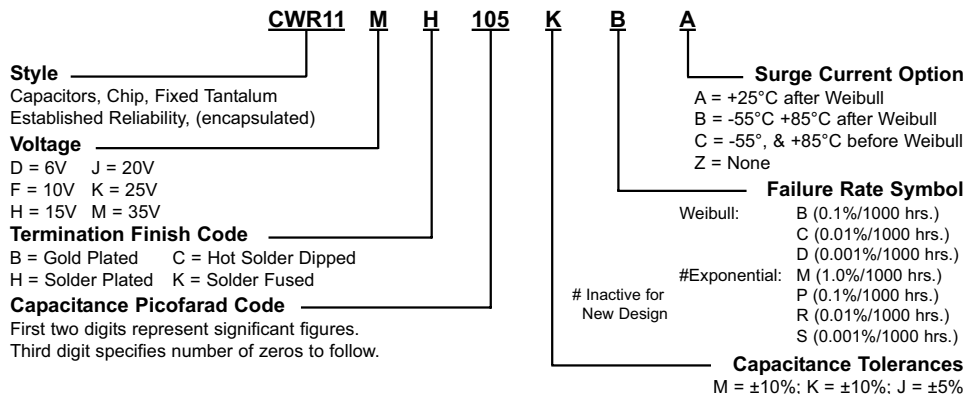 CWR11 M H 105 K B A
Style
Capacitors, Chip, Fixed Tantalum
Established Reliability, (encapsulated)
Voltage
D = 6V J = 20V
F = 10V K = 25V
H = 15V M = 35V
Termination Finish Code
B = Gold Plated C = Hot Solder Dipped
H = Solder Plated K = Solder Fused
Capacitance Picofarad Code
First two digits represent significant figures.
Third digit specifies number of zeros to follow.
Surge Current Option
A = +25°C after Weibull
B = -55°C +85°C after Weibull
C = -55°, & +85°C before Weibull
Z = None
Failure Rate Symbol
Weibull: B (0.1%/1000 hrs.)
C (0.01%/1000 hrs.)
D (0.001%/1000 hrs.)
#Exponential: M (1.0%/1000 hrs.)
P (0.1%/1000 hrs.)
R (0.01%/1000 hrs.)
S (0.001%/1000 hrs.)
# Inactive for
New Design
Capacitance Tolerances
M = ±10%; K = ±10%; J = ±5%